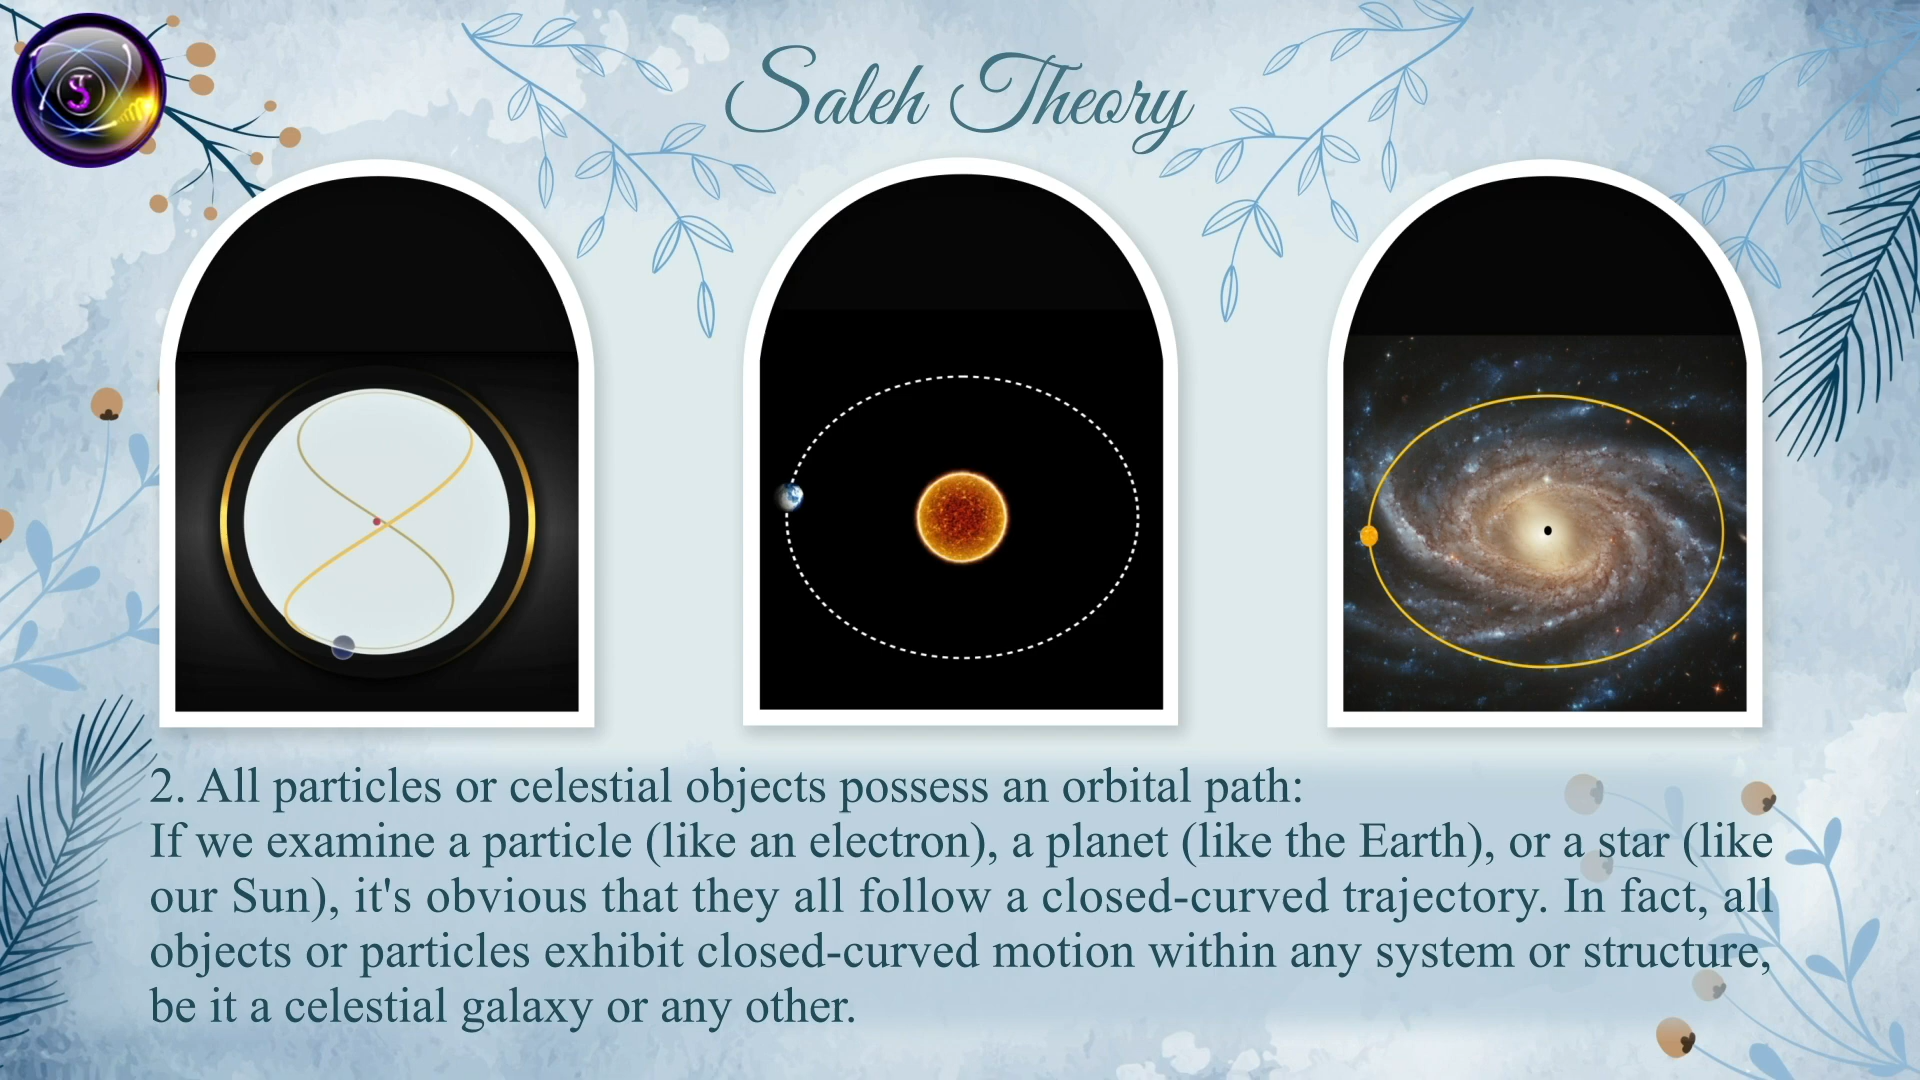 ST
Saleh Theory
2. All particles or celestial objects possess an orbital path:
If we examine a particle (like an electron), a planet (like the Earth), or a star (like
our Sun), it's obvious that they all follow a closed-curved trajectory. In fact, all
objects or particles exhibit closed-curved motion within any system or structure,
be it a celestial galaxy or any other.